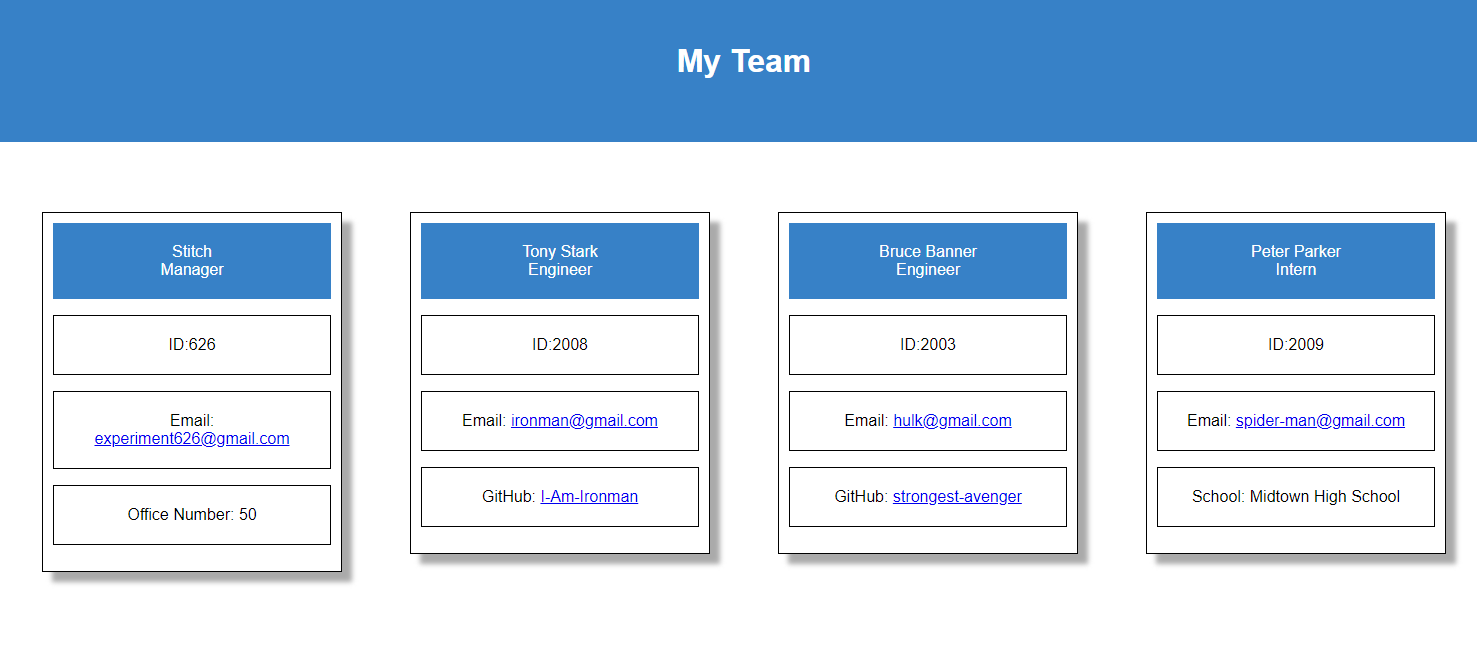 My Team
Stitch
Manager
ID:626
Email:
experiment626@gmail.com
Office Number: 50
Tony Stark
Engineer
ID:2008
Email: ironman@gmail.com
GitHub: I-Am-Ironman
Bruce Banner
Engineer
ID:2003
Email: hulk@gmail.com
GitHub: strongest-avenger
Peter Parker
Intern
ID:2009
Email: spider-man@gmail.com
School: Midtown High School